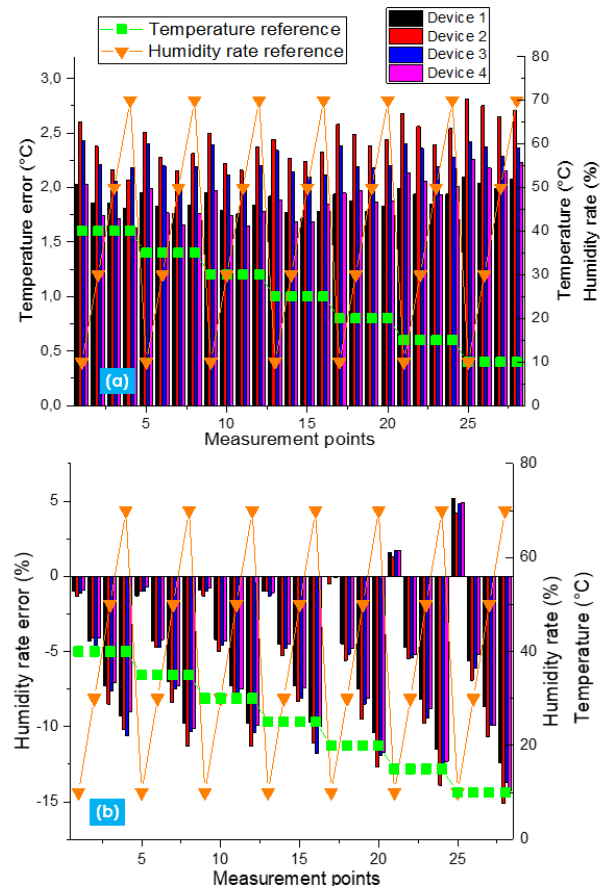 Temperature reference
Humidity rate reference
Device 1
Device 2
Device 3
Device 4
3,0
2,5
2,0
1,5
1,0
0,5
0,0
Temperature error (°C)
80
70
60
50
40
30
20
10
0
Temperature (°C)
Humidity rate (%)
(a)
5
10
15
20
25
Measurement points
5
0
-5
-10
-15
Humidity rate error (%)
80
60
40
20
0
Humidity rate (%)
Temperature (°C)
(b)
5
10
15
20
25
Measurement points